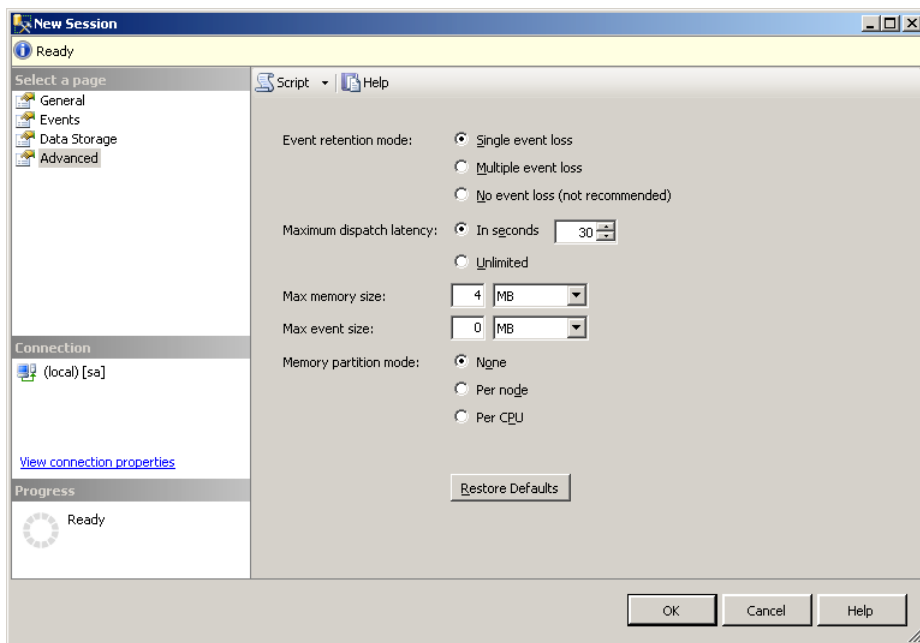 New Session
Ready
Select a page
General
Events
Data Storage
Advanced
Script Help
Event retention mode: Single event loss
Multiple event loss
No event loss (not recommended)
Maximum dispatch latency: In seconds 30
Unlimited
Max memory size: 4 MB
Max event size: 0 MB
Memory partition mode: None
Per node
Per CPU
Restore Defaults
Connection
(local) [sa]
View connection properties
Progress
Ready
OK Cancel Help